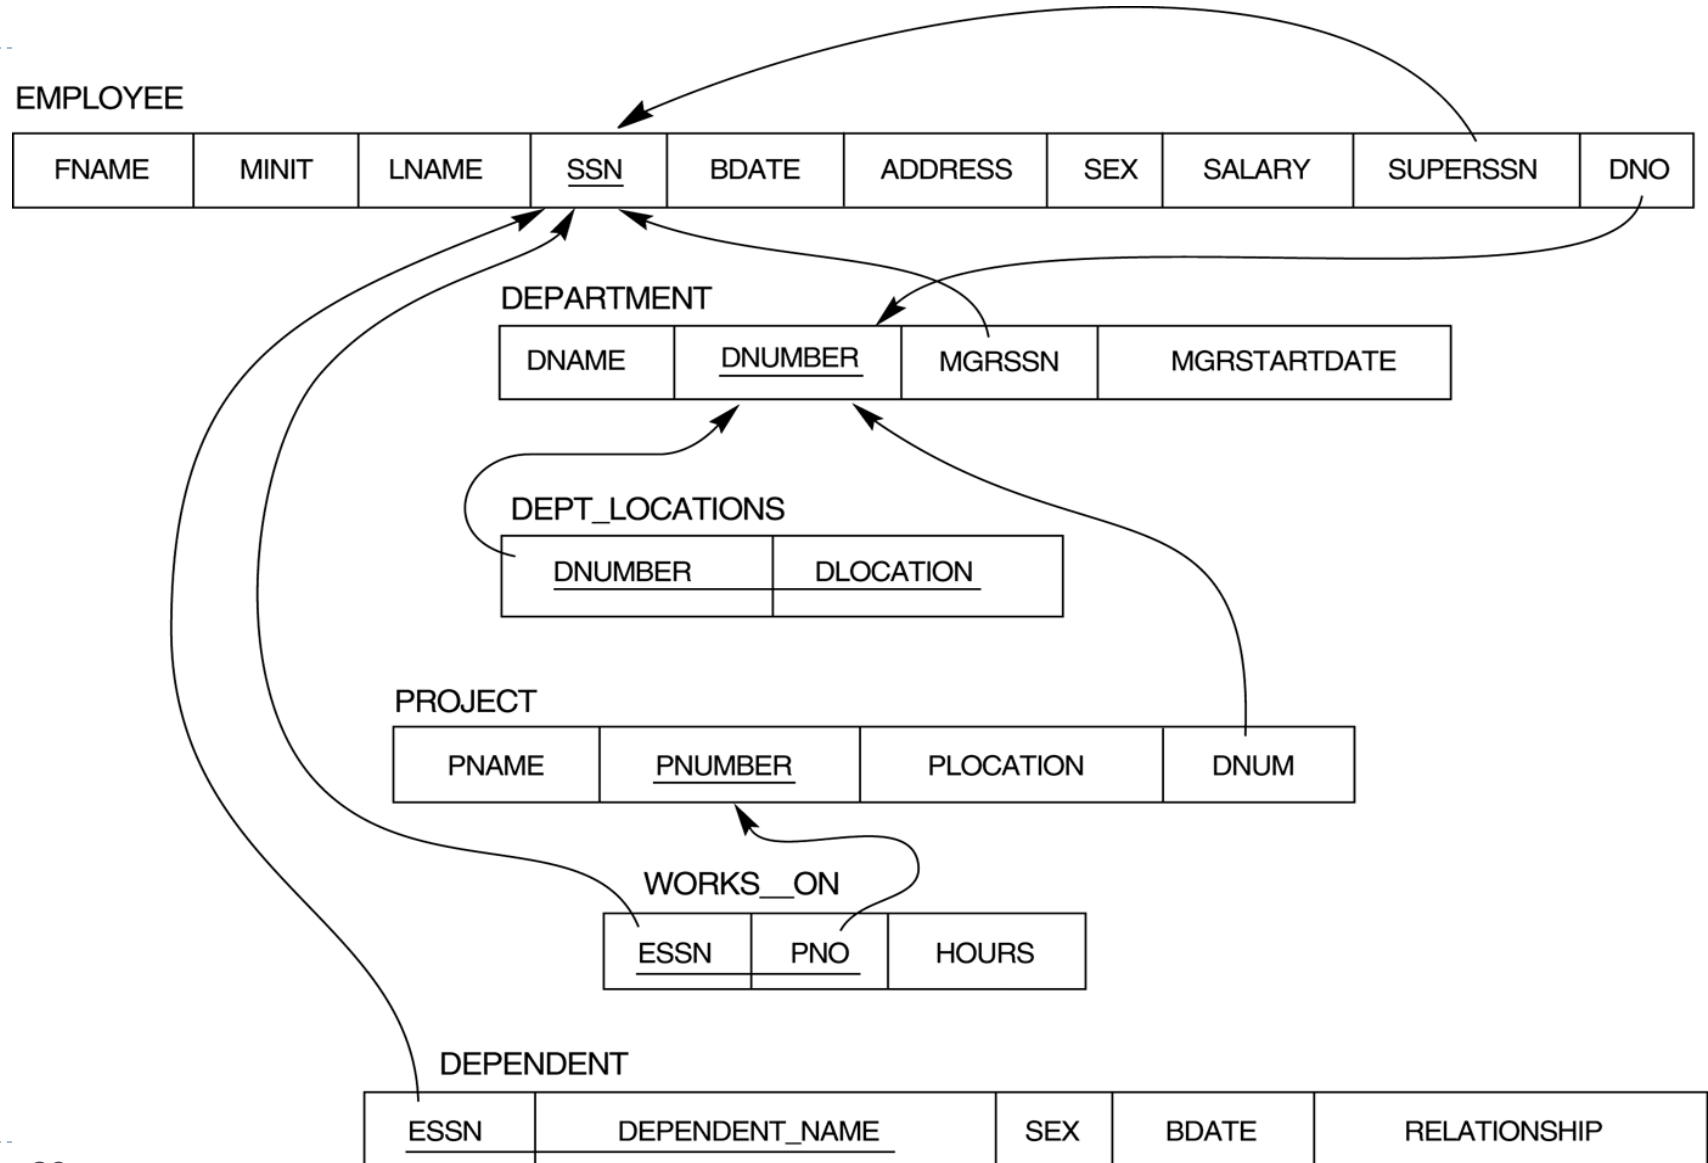 EMPLOYEE
FNAME MINIT LNAME SSN BDATE ADDRESS SEX SALARY SUPERSSN DNO
DEPARTMENT
DNAME DNUMBER MGRSSN MGRSTARTDATE
DEPT_LOCATIONS
DNUMBER DLOCATION
PROJECT
PNAME PNUMBER PLOCATION DNUM
WORKS__ON
ESSN PNO HOURS
DEPENDENT
ESSN DEPENDENT_NAME SEX BDATE RELATIONSHIP